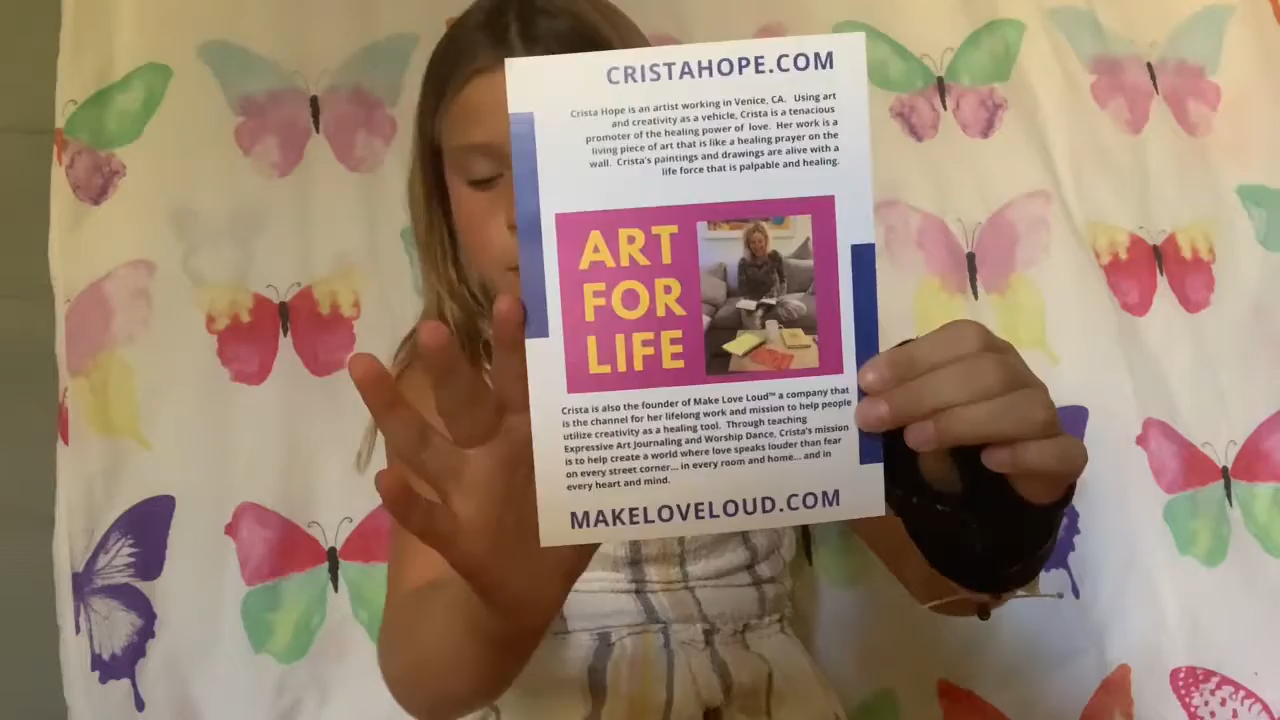 CRISTAHOPE.COM
Crista Hope is an artist working in Venice, CA. Using art
and creativity as a vehicle, Crista is a tenacious
promoter of the healing power of love. Her work is a
living piece of art that is like a healing prayer on the
wall. Crista's paintings and drawings are alive with a
life force that is palpable and healing.
ART
FOR
LIFE
Crista is also the founder of Make Love Loud™ a company that
is the channel for her lifelong work and mission to help people
utilize creativity as a healing tool. Through teaching
Expressive Art Journaling and Worship Dance, Crista's mission
is to help create a world where love speaks louder than fear
on every street corner... in every room and home... and in
every heart and mind.
MAKELOVELOUD.COM